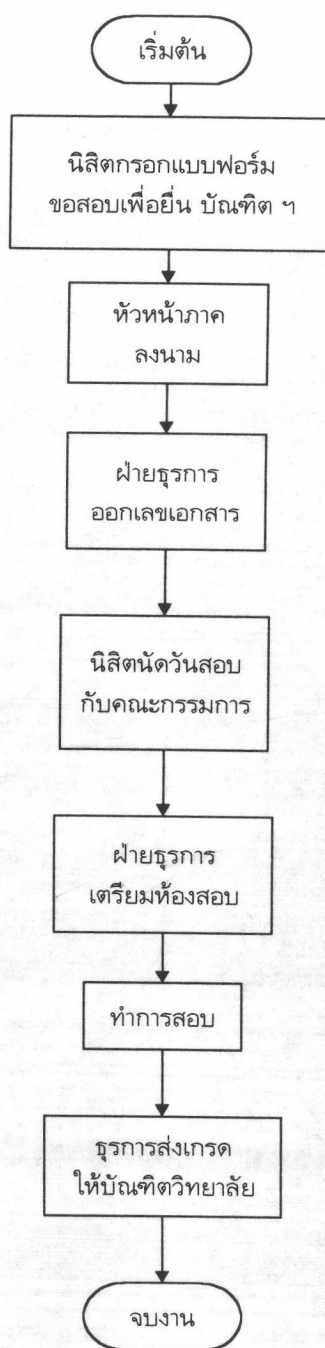 เริ่มต้น
นิสิตกรอกแบบฟอร์ม
ขอสอบเพื่อยื่น บัณฑิต ฯ
หัวหน้าภาค
ลงนาม
ฝ่ายธุรการ
ออกเลขเอกสาร
นิสิตนัดวันสอบ
กับคณะกรรมการ
ฝ่ายธุรการ
เตรียมห้องสอบ
ทำการสอบ
ธุรการส่งเกรด
ให้บัณฑิตวิทยาลัย
จบงาน